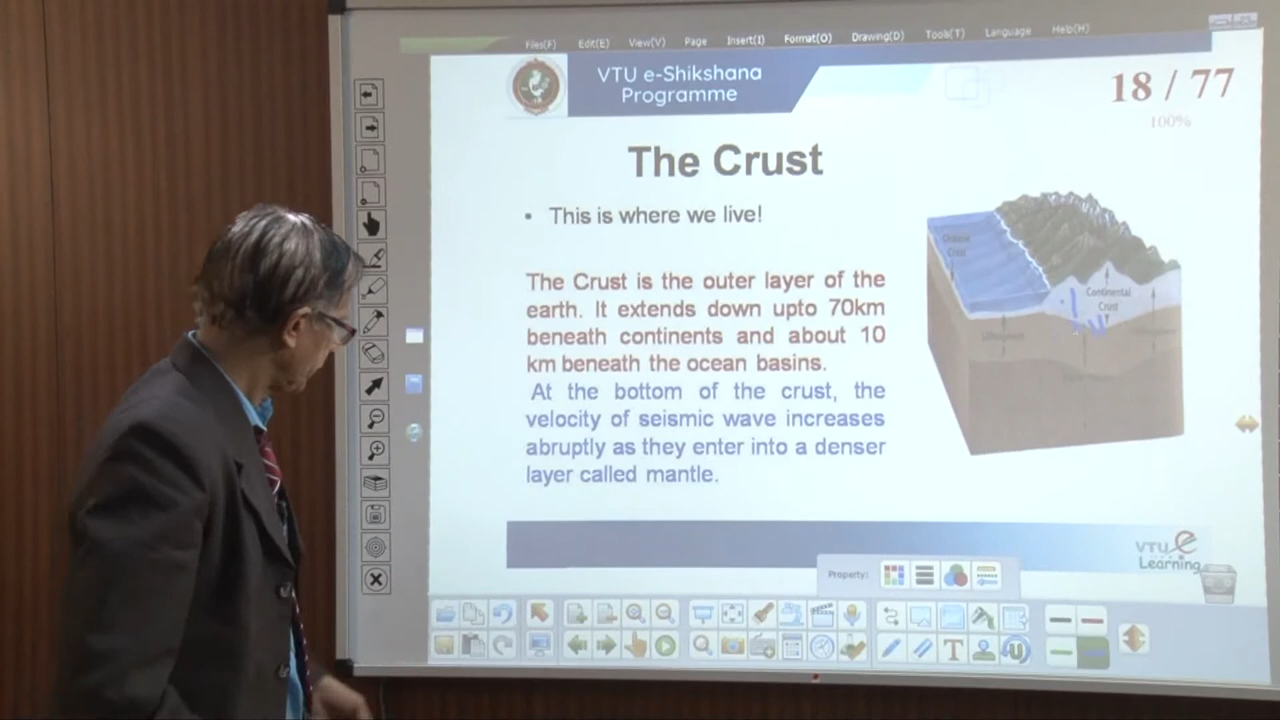 Files(F) Edit(E) View(V) Page Insert(I) Format(O) Drawing(D) Tools(T) Language Help(H)
VTU e-Shikshana
Programme
18 / 77
100%
The Crust
• This is where we live!
The Crust is the outer layer of the
earth. It extends down upto 70km
beneath continents and about 10
km beneath the ocean basins.
At the bottom of the crust, the
velocity of seismic wave increases
abruptly as they enter into a denser
layer called mantle.
Crust
Continental
Crust
VTU e
Learning
Property: